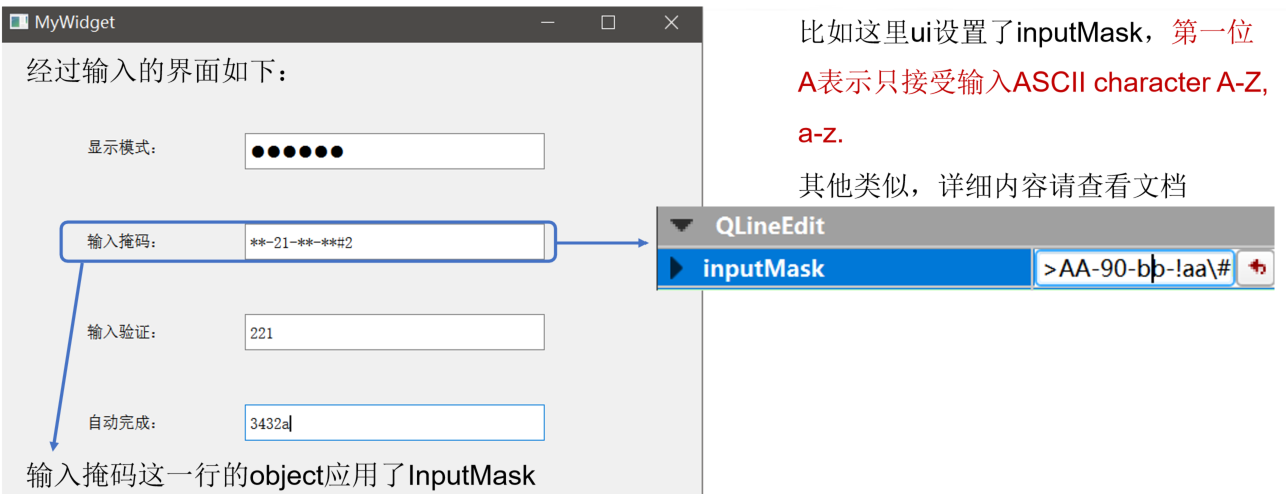 MyWidget
经过输入的界面如下：
显示模式：
●●●●●●
输入掩码：
**-21-**-**#2
输入验证：
221
自动完成：
3432a
输入掩码这一行的object应用了InputMask
比如这里ui设置了inputMask，第一位
A表示只接受输入ASCII character A-Z,
a-z.
其他类似，详细内容请查看文档
QLineEdit
inputMask
>AA-90-bb-!aa\#